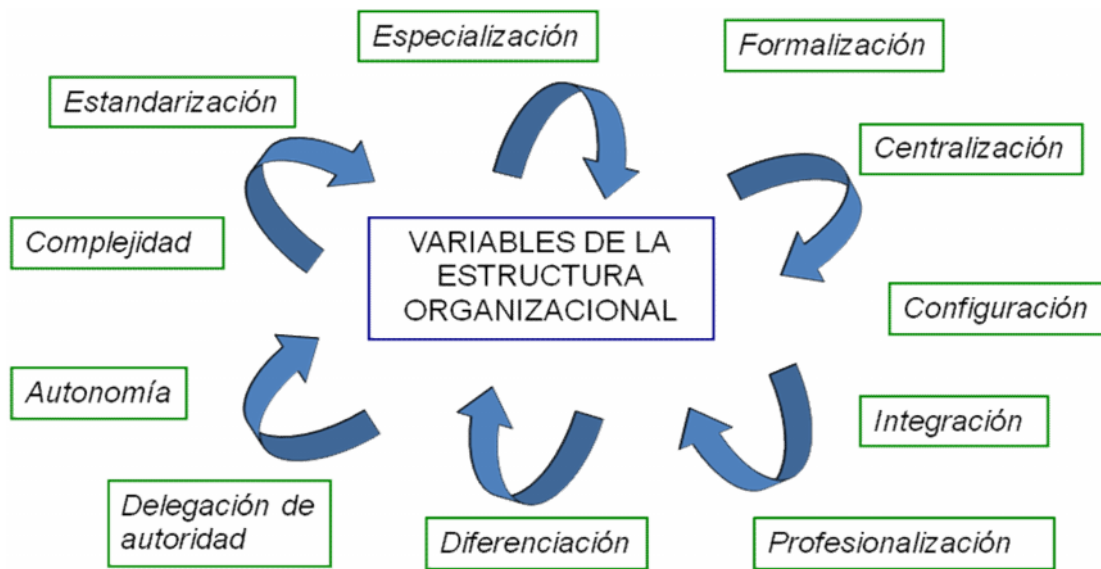 Especialización
Formalización
Estandarización
Centralización
VARIABLES DE LA
ESTRUCTURA
ORGANIZACIONAL
Complejidad
Configuración
Autonomía
Integración
Delegación de
autoridad
Diferenciación
Profesionalización